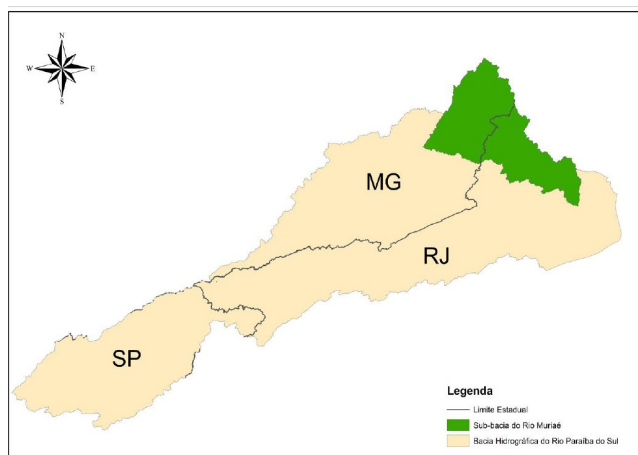 N
W E
S
MG
RJ
SP
Legenda
Limite Estadual
Sub-bacia do Rio Muriaé
Bacia Hidrográfica do Rio Paraíba do Sul